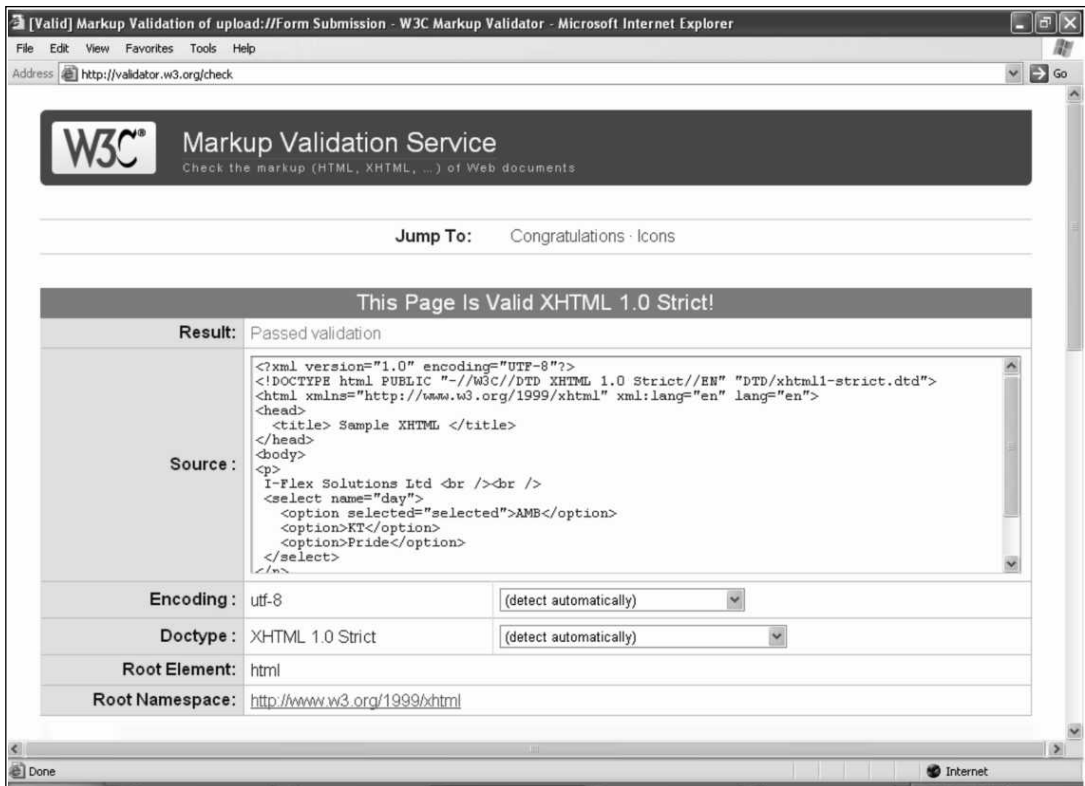 [Valid] Markup Validation of upload://Form Submission - W3C Markup Validator - Microsoft Internet Explorer
File Edit View Favorites Tools Help
Address http://validator.w3.org/check Go
W3C®
Markup Validation Service
Check the markup (HTML, XHTML, …) of Web documents
Jump To: Congratulations · Icons
This Page Is Valid XHTML 1.0 Strict!
Result: Passed validation
Source :
<?xml version="1.0" encoding="UTF-8"?>
<!DOCTYPE html PUBLIC "-//W3C//DTD XHTML 1.0 Strict//EN" "DTD/xhtml1-strict.dtd">
<html xmlns="http://www.w3.org/1999/xhtml" xml:lang="en" lang="en">
<head>
<title> Sample XHTML </title>
</head>
<body>
<p>
I-Flex Solutions Ltd <br /><br />
<select name="day">
<option selected="selected">AMB</option>
<option>KT</option>
<option>Pride</option>
</select>
</p>
Encoding : utf-8 (detect automatically)
Doctype : XHTML 1.0 Strict (detect automatically)
Root Element: html
Root Namespace: http://www.w3.org/1999/xhtml
Done Internet